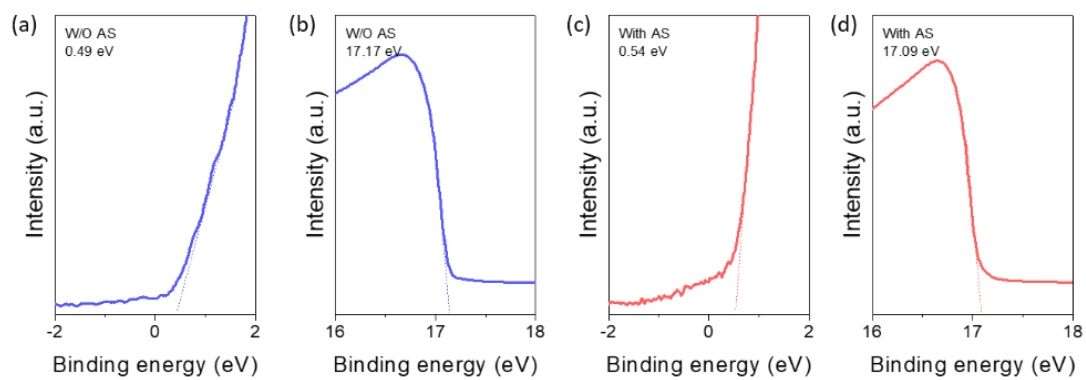 (a)
W/O AS
0.49 eV
Intensity (a.u.)
-2 0 2
Binding energy (eV)
(b)
W/O AS
17.17 eV
Intensity (a.u.)
16 17 18
Binding energy (eV)
(c)
With AS
0.54 eV
Intensity (a.u.)
-2 0 2
Binding energy (eV)
(d)
With AS
17.09 eV
Intensity (a.u.)
16 17 18
Binding energy (eV)